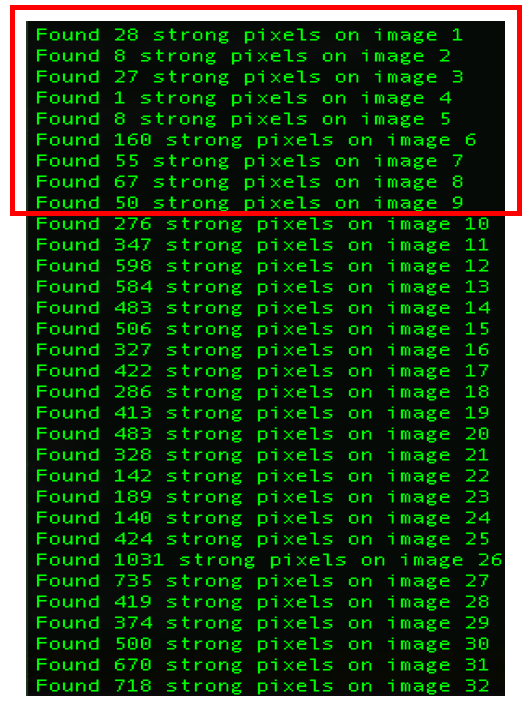 Found 28 strong pixels on image 1
Found 8 strong pixels on image 2
Found 27 strong pixels on image 3
Found 1 strong pixels on image 4
Found 8 strong pixels on image 5
Found 160 strong pixels on image 6
Found 55 strong pixels on image 7
Found 67 strong pixels on image 8
Found 50 strong pixels on image 9
Found 276 strong pixels on image 10
Found 347 strong pixels on image 11
Found 598 strong pixels on image 12
Found 584 strong pixels on image 13
Found 483 strong pixels on image 14
Found 506 strong pixels on image 15
Found 327 strong pixels on image 16
Found 422 strong pixels on image 17
Found 286 strong pixels on image 18
Found 413 strong pixels on image 19
Found 483 strong pixels on image 20
Found 328 strong pixels on image 21
Found 142 strong pixels on image 22
Found 189 strong pixels on image 23
Found 140 strong pixels on image 24
Found 424 strong pixels on image 25
Found 1031 strong pixels on image 26
Found 735 strong pixels on image 27
Found 419 strong pixels on image 28
Found 374 strong pixels on image 29
Found 500 strong pixels on image 30
Found 670 strong pixels on image 31
Found 718 strong pixels on image 32